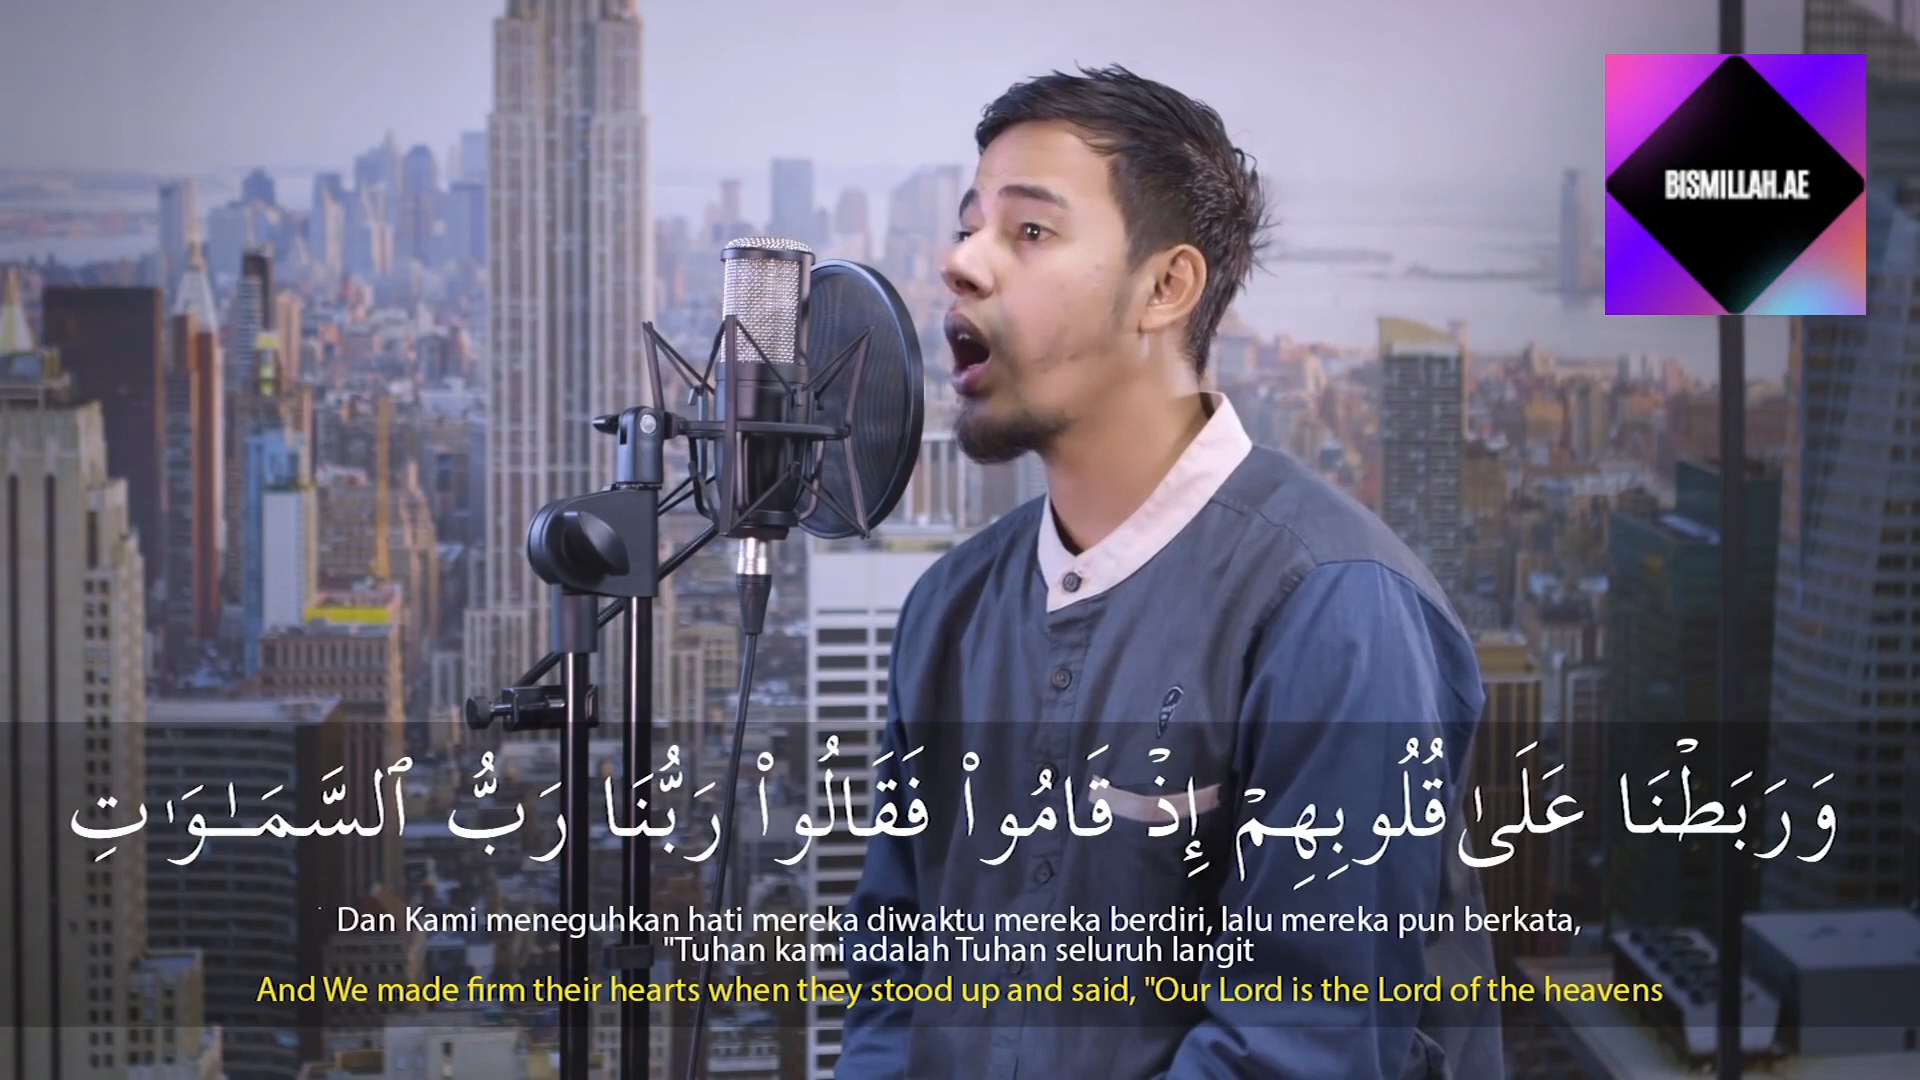 BISMILLAH.AE
وَرَبَطْنَا عَلَىٰ قُلُوبِهِمْ إِذْ قَامُوا۟ فَقَالُوا۟ رَبُّنَا رَبُّ ٱلسَّمَـٰوَٰتِ
Dan Kami meneguhkan hati mereka diwaktu mereka berdiri, lalu mereka pun berkata,
"Tuhan kami adalah Tuhan seluruh langit
And We made firm their hearts when they stood up and said, "Our Lord is the Lord of the heavens